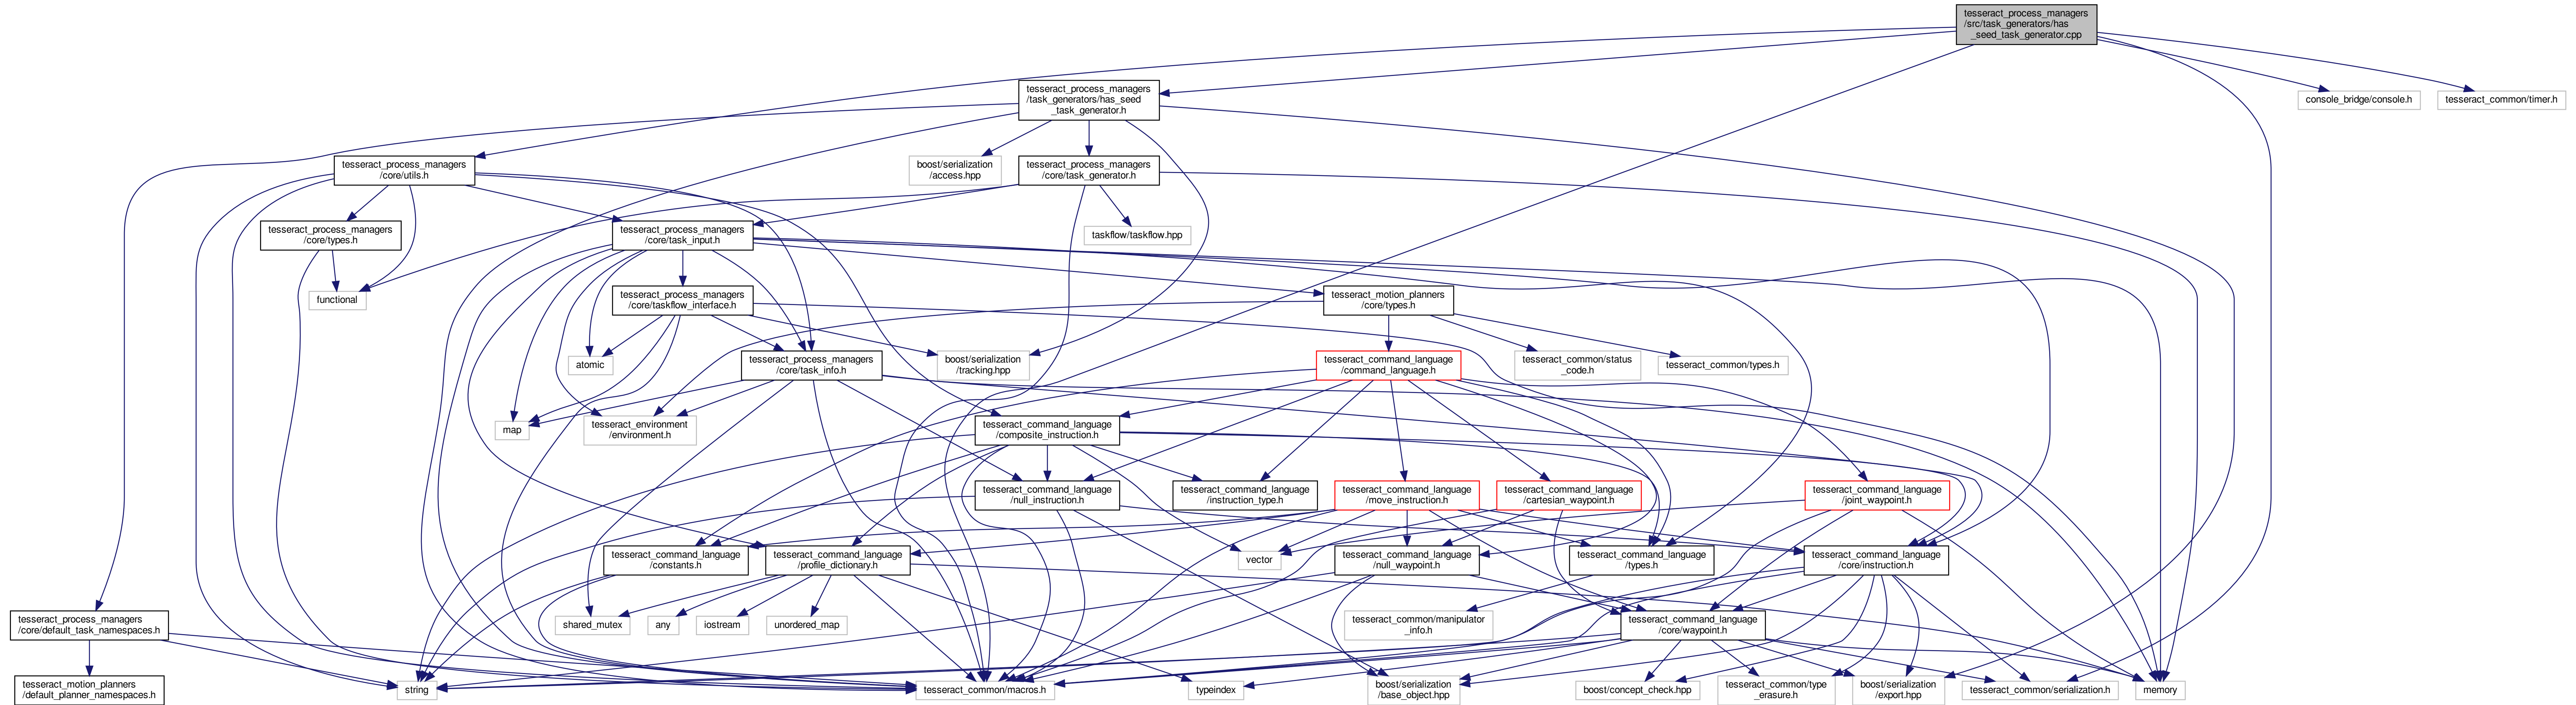 tesseract_process_managers
/src/task_generators/has
_seed_task_generator.cpp
tesseract_process_managers
/task_generators/has_seed
_task_generator.h
console_bridge/console.h
tesseract_common/timer.h
tesseract_process_managers
/core/utils.h
boost/serialization
/access.hpp
tesseract_process_managers
/core/task_generator.h
tesseract_process_managers
/core/types.h
tesseract_process_managers
/core/task_input.h
taskflow/taskflow.hpp
functional
tesseract_process_managers
/core/taskflow_interface.h
tesseract_motion_planners
/core/types.h
atomic
tesseract_process_managers
/core/task_info.h
boost/serialization
/tracking.hpp
tesseract_command_language
/command_language.h
tesseract_common/status
_code.h
tesseract_common/types.h
map
tesseract_environment
/environment.h
tesseract_command_language
/composite_instruction.h
tesseract_command_language
/null_instruction.h
tesseract_command_language
/instruction_type.h
tesseract_command_language
/move_instruction.h
tesseract_command_language
/cartesian_waypoint.h
tesseract_command_language
/joint_waypoint.h
tesseract_command_language
/constants.h
tesseract_command_language
/profile_dictionary.h
vector
tesseract_command_language
/null_waypoint.h
tesseract_command_language
/types.h
tesseract_command_language
/core/instruction.h
tesseract_process_managers
/core/default_task_namespaces.h
shared_mutex
any
iostream
unordered_map
tesseract_common/manipulator
_info.h
tesseract_command_language
/core/waypoint.h
tesseract_motion_planners
/default_planner_namespaces.h
string
tesseract_common/macros.h
typeindex
boost/serialization
/base_object.hpp
boost/concept_check.hpp
tesseract_common/type
_erasure.h
boost/serialization
/export.hpp
tesseract_common/serialization.h
memory